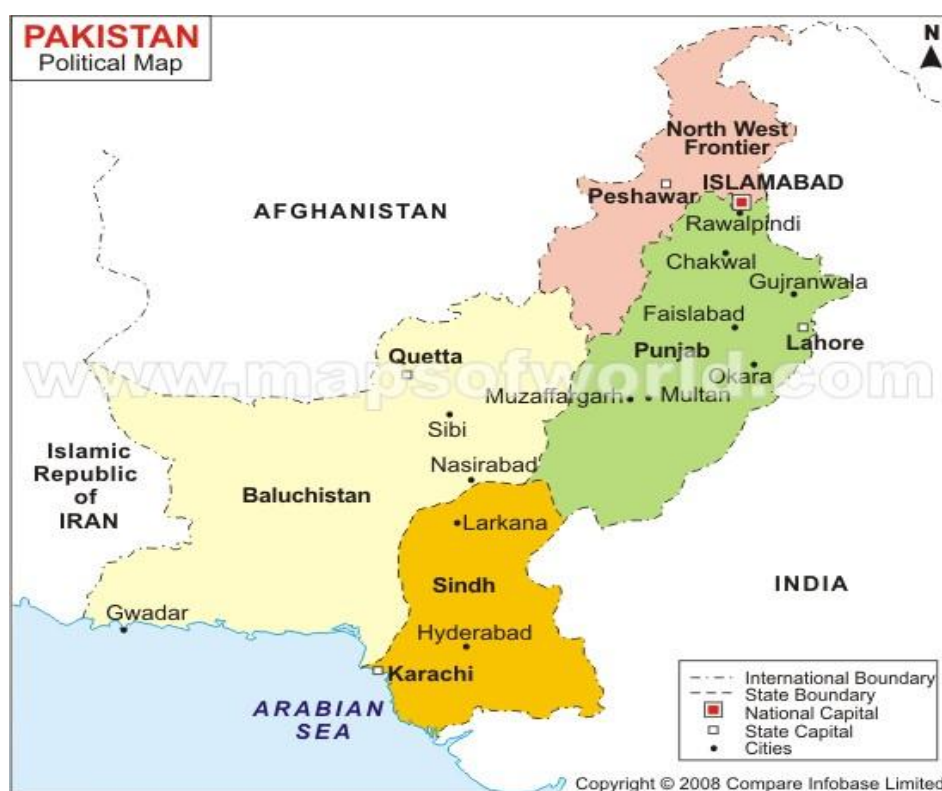 PAKISTAN
Political Map
N
North West
Frontier
Peshawar
ISLAMABAD
AFGHANISTAN
Rawalpindi
Chakwal
Gujranwala
Faislabad
Quetta
Punjab
Lahore
www.mapsofworld.com
Okara
Muzaffargarh
Multan
Sibi
Islamic
Republic
of
IRAN
Nasirabad
Baluchistan
Larkana
Sindh
INDIA
Gwadar
Hyderabad
Karachi
ARABIAN
SEA
International Boundary
State Boundary
National Capital
State Capital
Cities
Copyright © 2008 Compare Infobase Limited